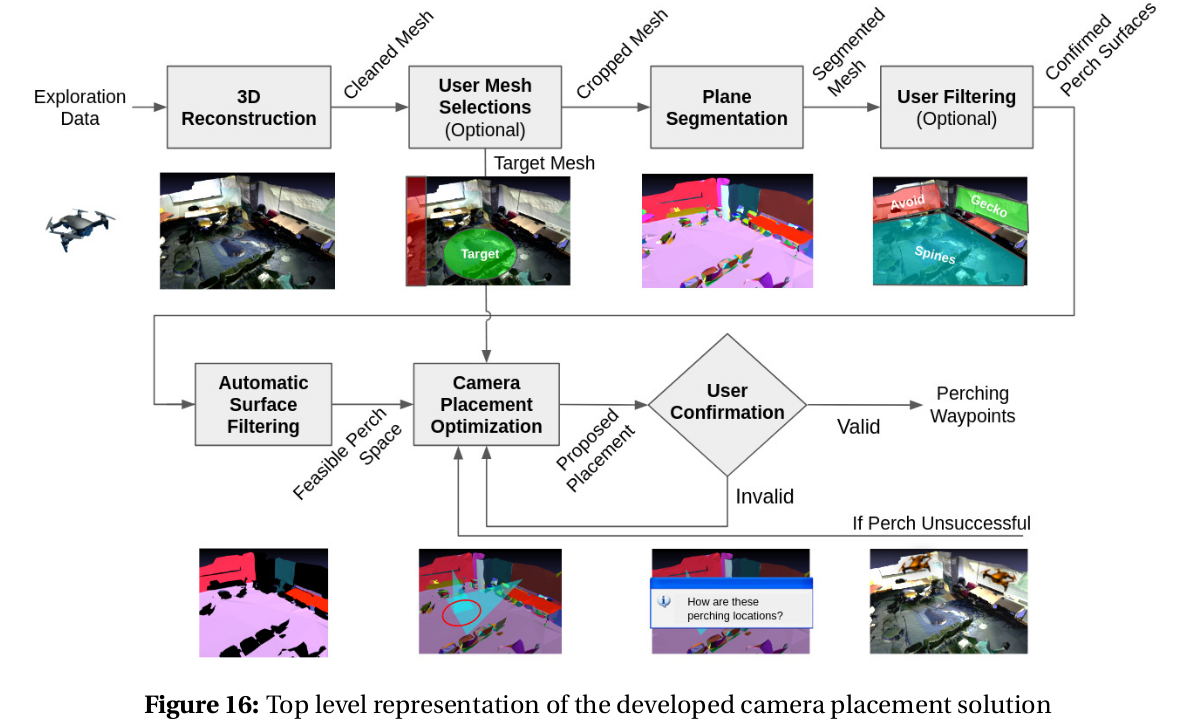 Exploration
Data
3D
Reconstruction
Cleaned Mesh
User Mesh
Selections
(Optional)
Cropped Mesh
Plane
Segmentation
Segmented
Mesh
User Filtering
(Optional)
Confirmed
Perch Surfaces
Target Mesh
Target
Avoid
Gecko
Spines
Automatic
Surface
Filtering
Feasible Perch
Space
Camera
Placement
Optimization
Proposed
Placement
User
Confirmation
Valid
Perching
Waypoints
Invalid
If Perch Unsuccessful
How are these
perching locations?
Figure 16: Top level representation of the developed camera placement solution